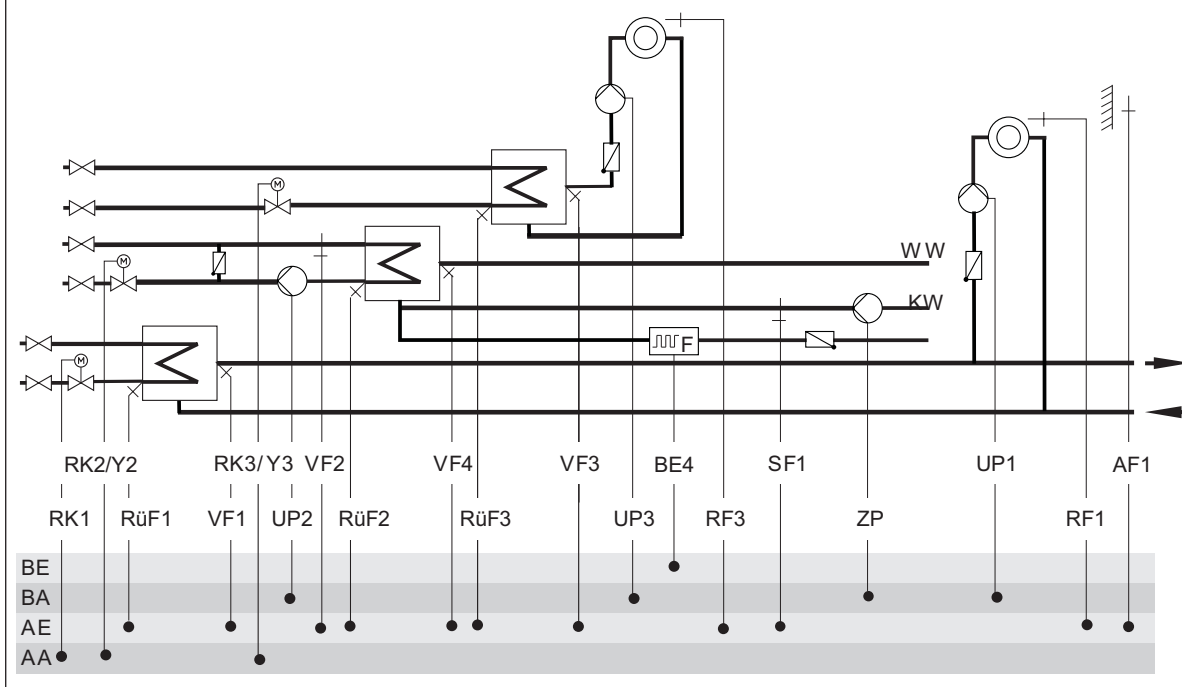 M
M
M
WW
KW
F
RK2/Y2 RK3/Y3 VF2 VF4 VF3 BE4 SF1 UP1 AF1
RK1 RüF1 VF1 UP2 RüF2 RüF3 UP3 RF3 ZP RF1
BE
BA
AE
AA